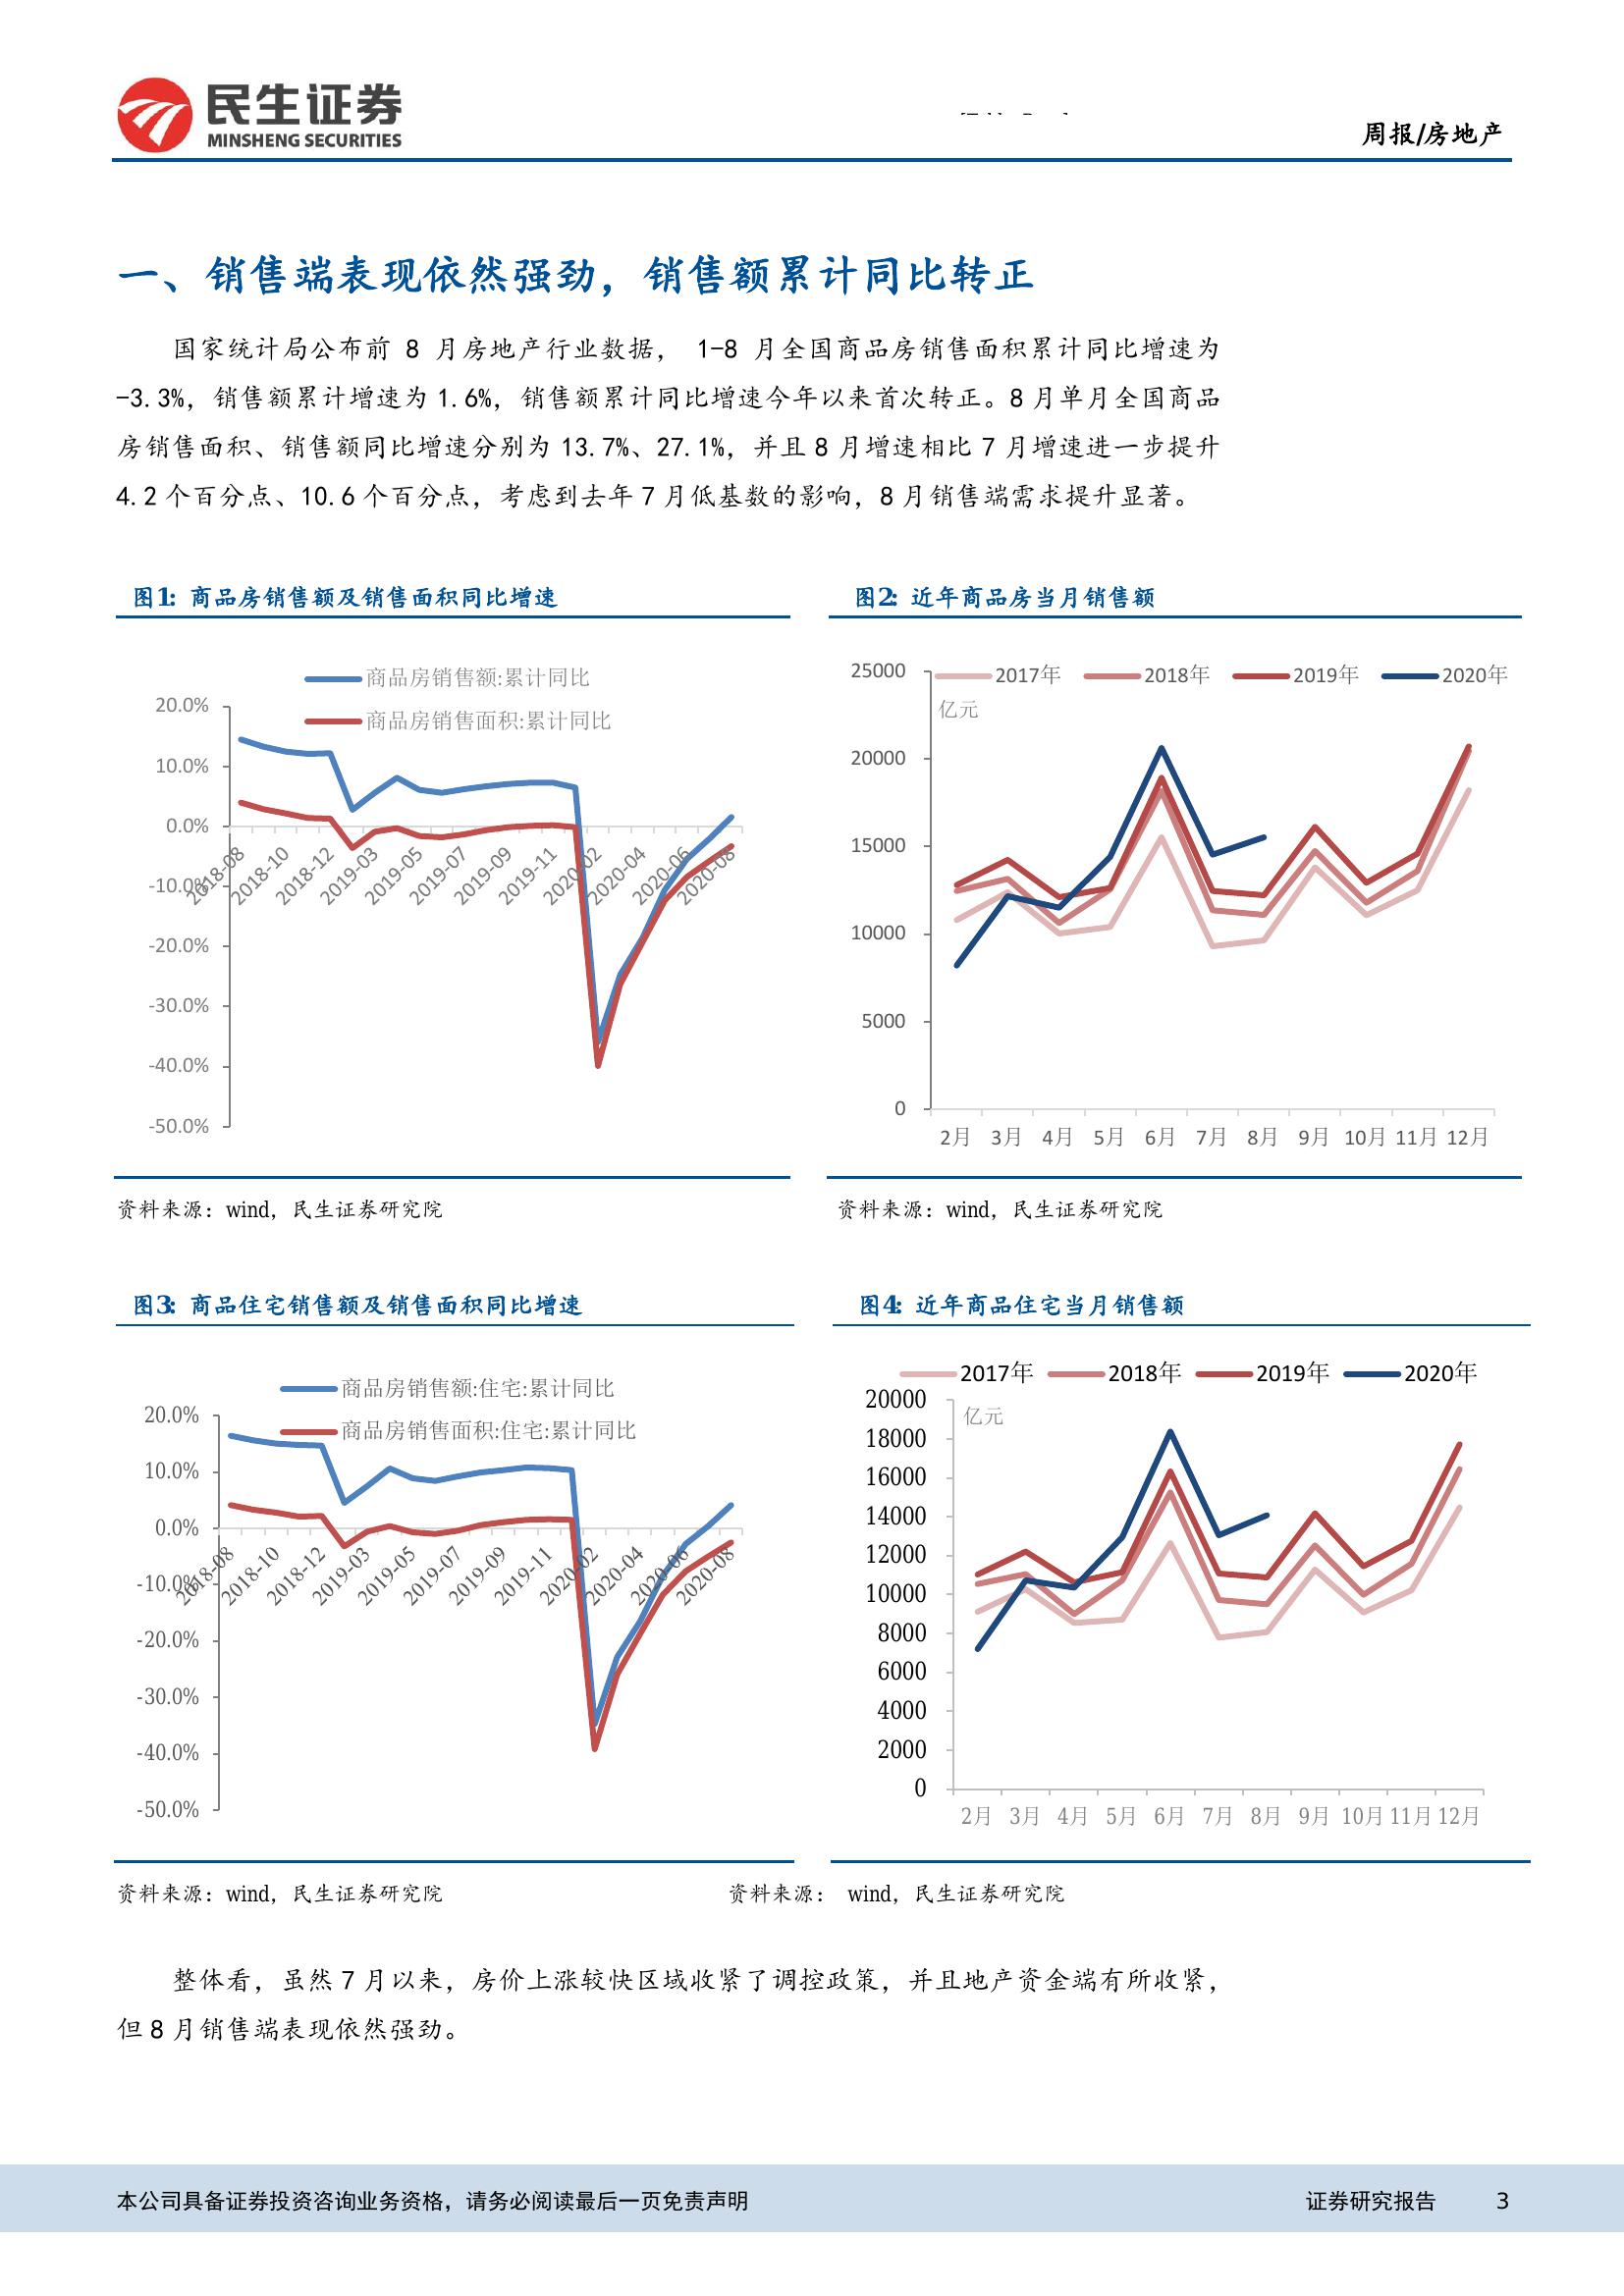 民生证券
MINSHENG SECURITIES
周报/房地产
一、销售端表现依然强劲，销售额累计同比转正
国家统计局公布前 8 月房地产行业数据， 1-8 月全国商品房销售面积累计同比增速为
-3.3%，销售额累计增速为 1.6%，销售额累计同比增速今年以来首次转正。8 月单月全国商品
房销售面积、销售额同比增速分别为 13.7%、27.1%，并且 8 月增速相比 7 月增速进一步提升
4.2 个百分点、10.6 个百分点，考虑到去年 7 月低基数的影响，8 月销售端需求提升显著。
图1: 商品房销售额及销售面积同比增速
商品房销售额:累计同比
商品房销售面积:累计同比
20.0%
10.0%
0.0%
-10.0%
-20.0%
-30.0%
-40.0%
-50.0%
2018-08
2018-10
2018-12
2019-03
2019-05
2019-07
2019-09
2019-11
2020-02
2020-04
2020-06
2020-08
资料来源：wind，民生证券研究院
图2: 近年商品房当月销售额
2017年 2018年 2019年 2020年
亿元
25000
20000
15000
10000
5000
0
2月 3月 4月 5月 6月 7月 8月 9月 10月 11月 12月
资料来源：wind，民生证券研究院
图3: 商品住宅销售额及销售面积同比增速
商品房销售额:住宅:累计同比
商品房销售面积:住宅:累计同比
20.0%
10.0%
0.0%
-10.0%
-20.0%
-30.0%
-40.0%
-50.0%
2018-08
2018-10
2018-12
2019-03
2019-05
2019-07
2019-09
2019-11
2020-02
2020-04
2020-06
2020-08
资料来源：wind，民生证券研究院
图4: 近年商品住宅当月销售额
2017年 2018年 2019年 2020年
亿元
20000
18000
16000
14000
12000
10000
8000
6000
4000
2000
0
2月 3月 4月 5月 6月 7月 8月 9月 10月 11月 12月
资料来源： wind，民生证券研究院
整体看，虽然 7 月以来，房价上涨较快区域收紧了调控政策，并且地产资金端有所收紧，
但 8 月销售端表现依然强劲。
本公司具备证券投资咨询业务资格，请务必阅读最后一页免责声明
证券研究报告 3